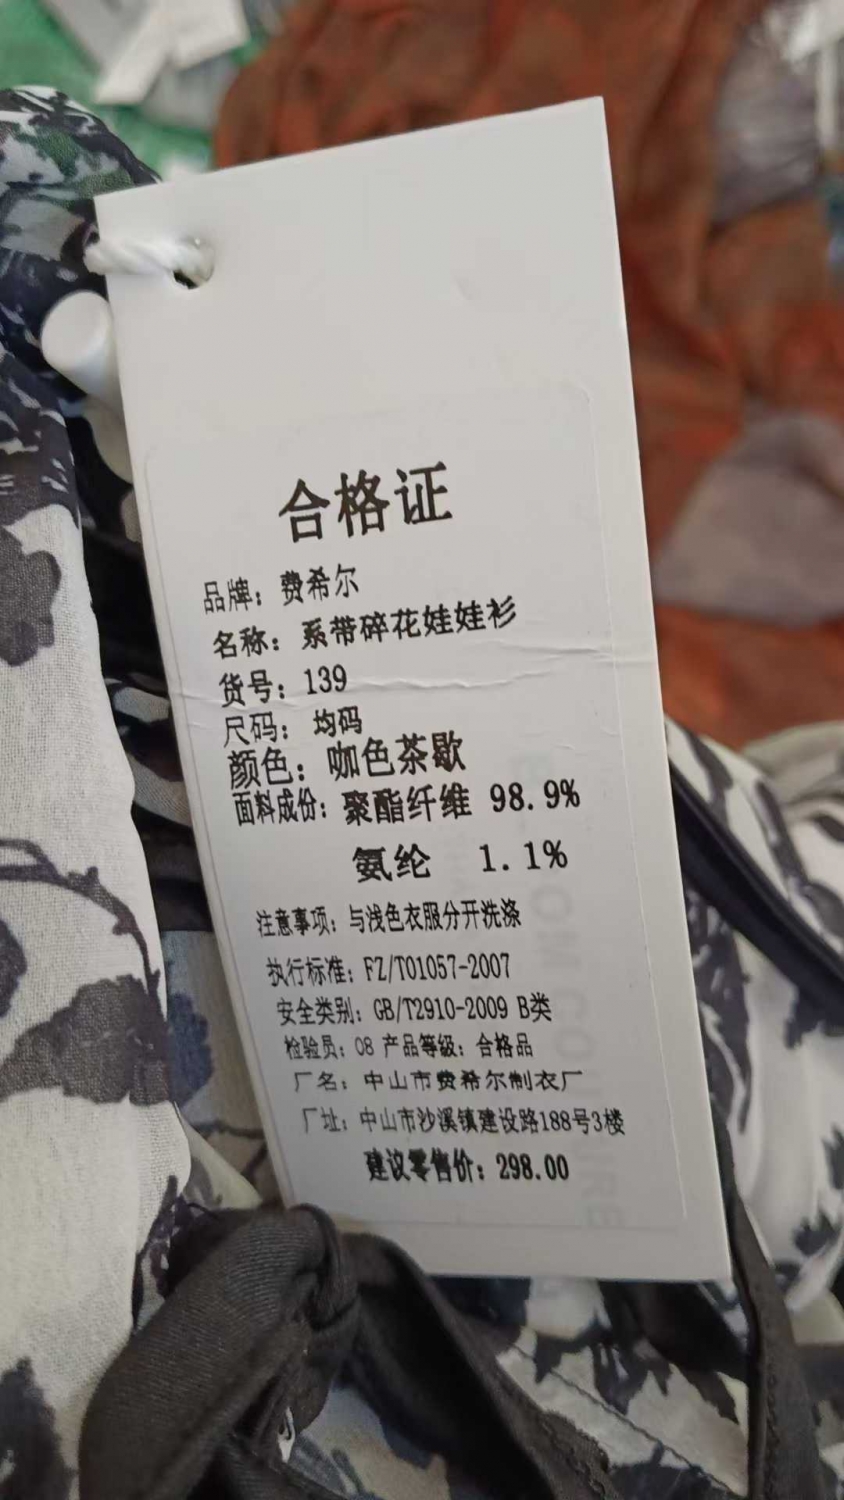 合格证
品牌：费希尔
名称：系带碎花娃娃衫
货号：139
尺码：均码
颜色：咖色茶歇
面料成份：聚酯纤维 98.9%
氨纶 1.1%
注意事项：与浅色衣服分开洗涤
执行标准：FZ/T01057-2007
安全类别：GB/T2910-2009 B类
检验员：08 产品等级：合格品
厂名：中山市费希尔制衣厂
厂址：中山市沙溪镇建设路188号3楼
建议零售价：298.00